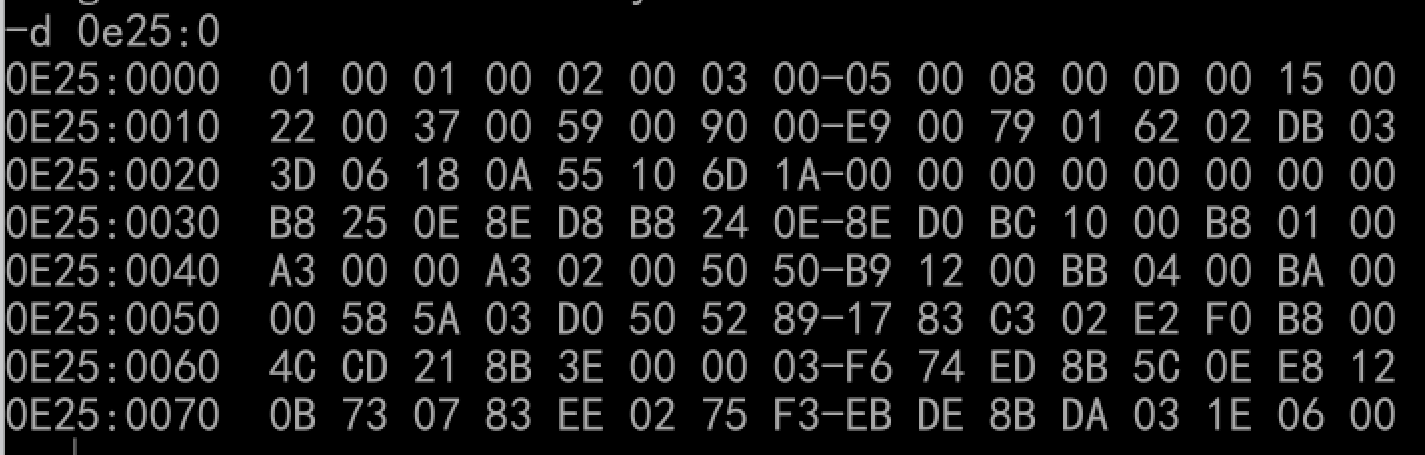 -d 0e25:0
0E25:0000 01 00 01 00 02 00 03 00-05 00 08 00 0D 00 15 00
0E25:0010 22 00 37 00 59 00 90 00-E9 00 79 01 62 02 DB 03
0E25:0020 3D 06 18 0A 55 10 6D 1A-00 00 00 00 00 00 00 00
0E25:0030 B8 25 0E 8E D8 B8 24 0E-8E D0 BC 10 00 B8 01 00
0E25:0040 A3 00 00 A3 02 00 50 50-B9 12 00 BB 04 00 BA 00
0E25:0050 00 58 5A 03 D0 50 52 89-17 83 C3 02 E2 F0 B8 00
0E25:0060 4C CD 21 8B 3E 00 00 03-F6 74 ED 8B 5C 0E E8 12
0E25:0070 0B 73 07 83 EE 02 75 F3-EB DE 8B DA 03 1E 06 00